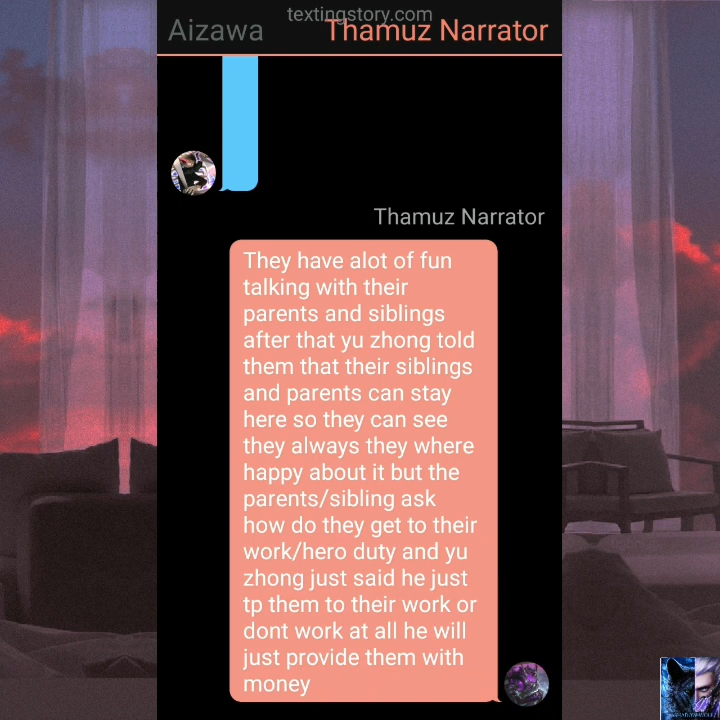 textingstory.com
Aizawa
Thamuz Narrator
Thamuz Narrator
They have alot of fun
talking with their
parents and siblings
after that yu zhong told
them that their siblings
and parents can stay
here so they can see
they always they where
happy about it but the
parents/sibling ask
how do they get to their
work/hero duty and yu
zhong just said he just
tp them to their work or
dont work at all he will
just provide them with
money